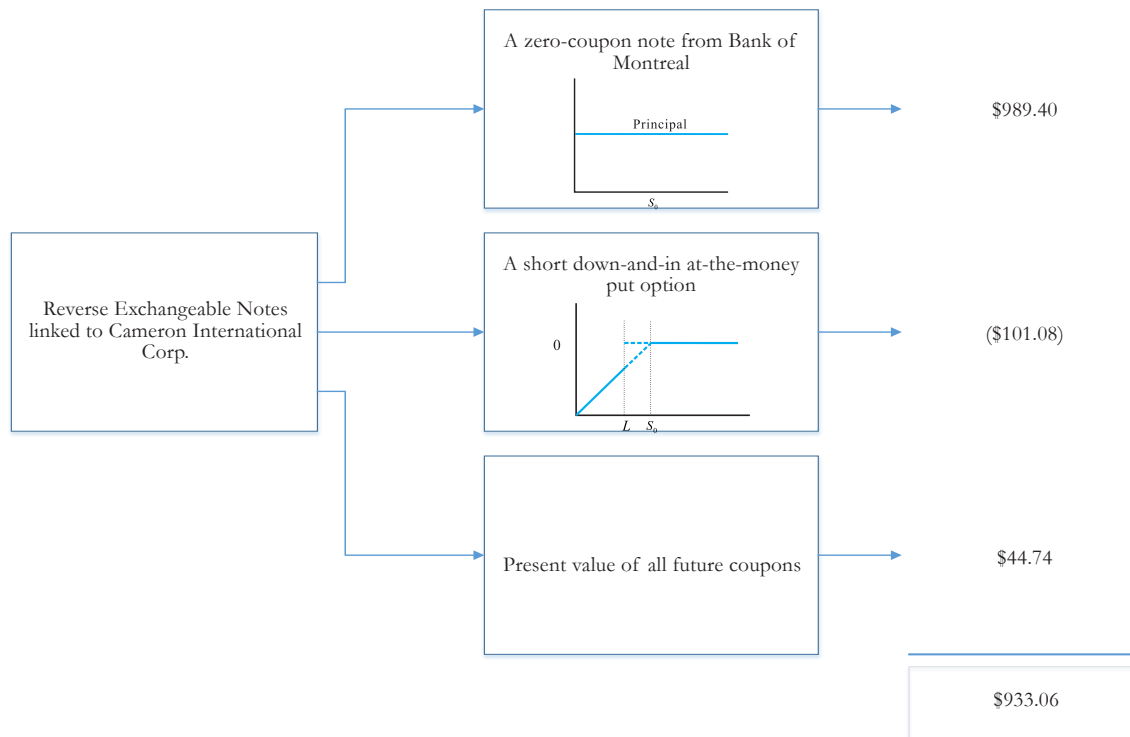 A zero-coupon note from Bank of
Montreal
Principal
S₀
$989.40
Reverse Exchangeable Notes
linked to Cameron International
Corp.
A short down-and-in at-the-money
put option
0
L S₀
($101.08)
Present value of all future coupons
$44.74
$933.06